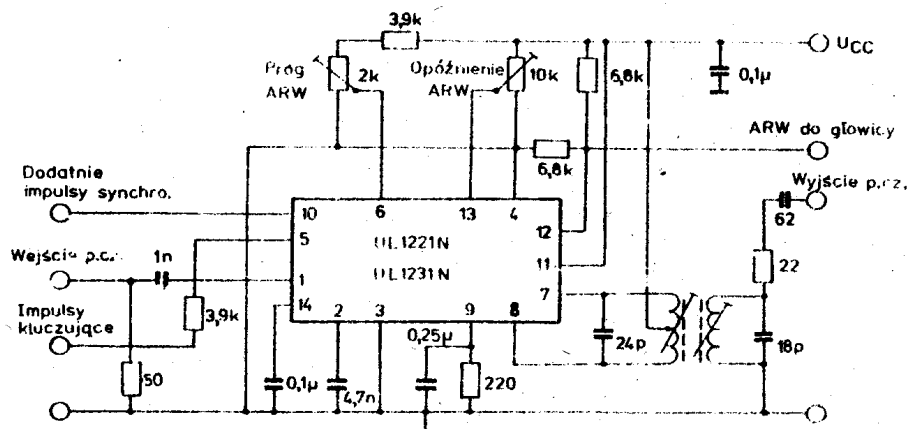 3,9k
UCC
Próg
ARW
2k
Opóźnienie
ARW
10k
6,8k
0,1µ
ARW do głowicy
6,8k
Wyjście p.cz.
62
Dodatnie
impulsy synchro.
10
6
13
4
12
5
UL1221N
11
Wejście p.cz.
1n
1
UL1231N
22
14
7
Impulsy
kluczujące
3,9k
2
3
9
8
0,25µ
24p
18p
50
0,1µ
4,7n
220